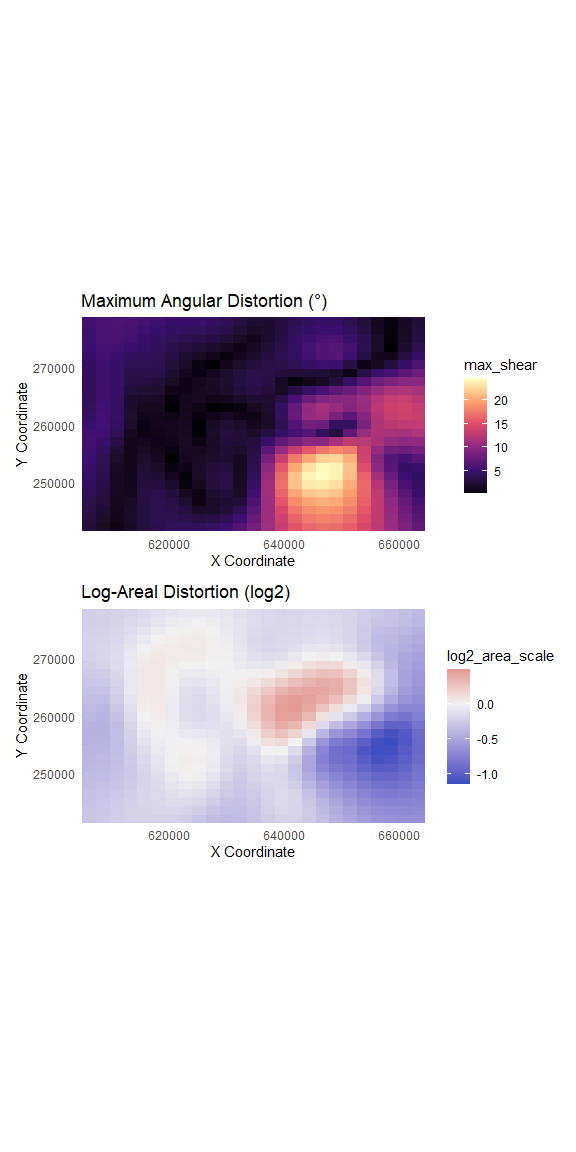 Maximum Angular Distortion (°)
max_shear
270000
260000
250000
Y Coordinate
20
15
10
5
620000 640000 660000
X Coordinate
Log-Areal Distortion (log2)
log2_area_scale
270000
260000
250000
Y Coordinate
0.0
-0.5
-1.0
620000 640000 660000
X Coordinate